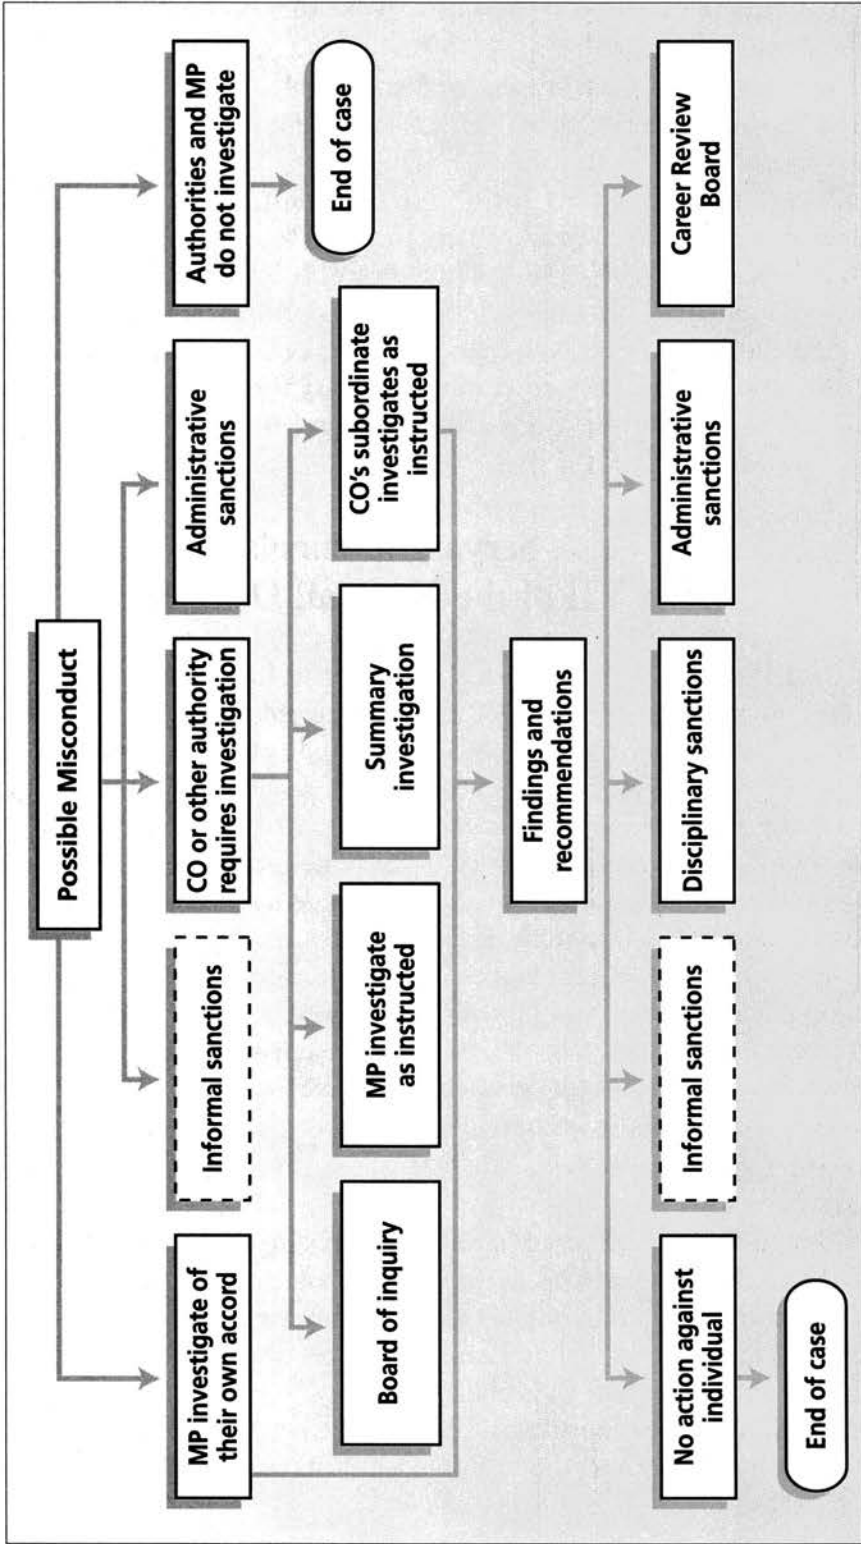 Possible Misconduct
MP investigate of
their own accord
Informal sanctions
CO or other authority
requires investigation
Administrative
sanctions
Authorities and MP
do not investigate
End of case
Board of inquiry
MP investigate
as instructed
Summary
investigation
CO's subordinate
investigates as
instructed
Findings and
recommendations
No action against
individual
Informal sanctions
Disciplinary sanctions
Administrative
sanctions
Career Review
Board
End of case